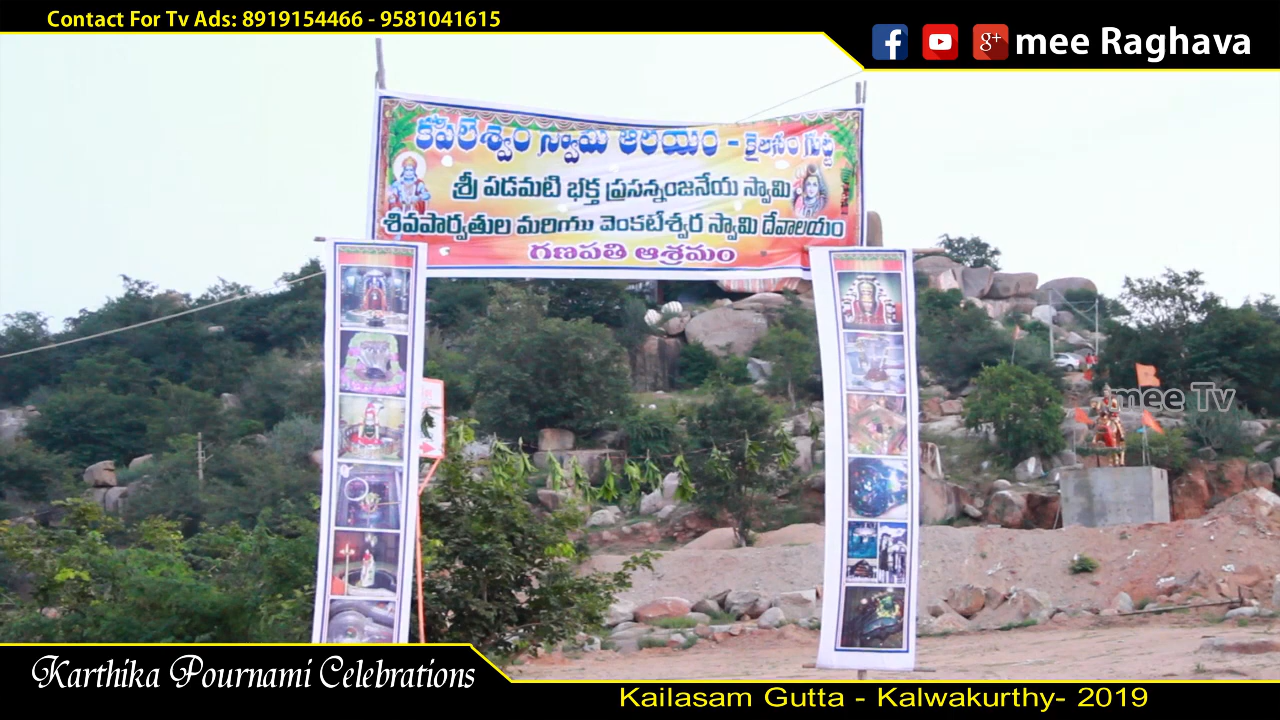 Contact For Tv Ads: 8919154466 - 9581041615
g+ mee Raghava
కపిలేశ్వరం స్వామి ఆలయం - కైలసం గుట్ట
శ్రీ పడమటి భక్త ప్రసన్నంజనేయ స్వామి
శివపార్వతుల మరియు వెంకటేశ్వర స్వామి దేవాలయం
గణపతి ఆశ్రమం
mee Tv
Karthika Pournami Celebrations
Kailasam Gutta - Kalwakurthy- 2019